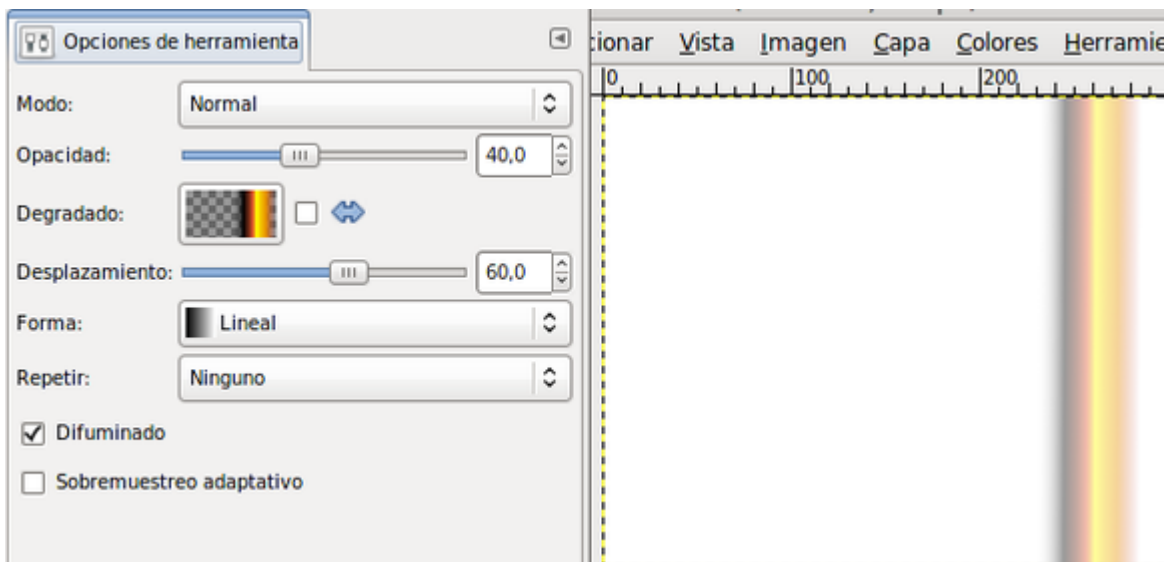 Opciones de herramienta
Modo: Normal
Opacidad: 40,0
Degradado:
Desplazamiento: 60,0
Forma: Lineal
Repetir: Ninguno
Difuminado
Sobremuestreo adaptativo
cionar Vista Imagen Capa Colores Herramie
0 100 200